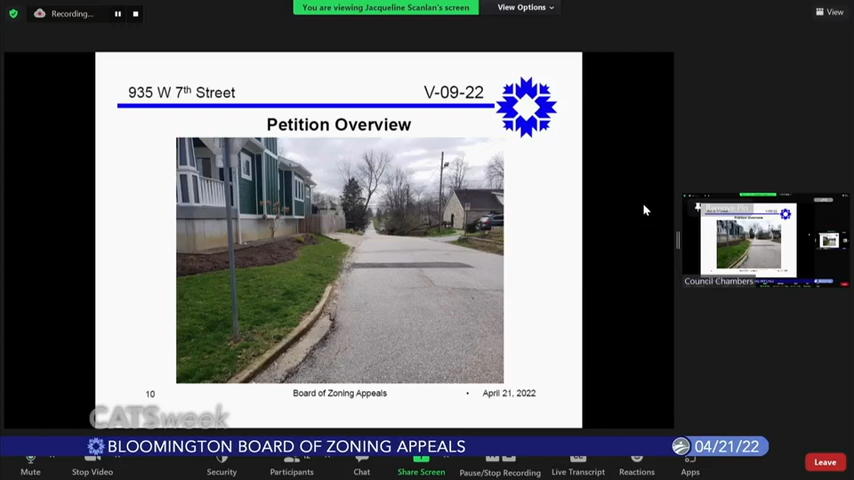 Recording...
You are viewing Jacqueline Scanlan's screen
View Options
View
935 W 7th Street
V-09-22
Petition Overview
Council Chambers
10
Board of Zoning Appeals
• April 21, 2022
CATSweek
BLOOMINGTON BOARD OF ZONING APPEALS
04/21/22
Mute
Stop Video
Security
Participants
Chat
Share Screen
Pause/Stop Recording
Live Transcript
Reactions
Apps
Leave